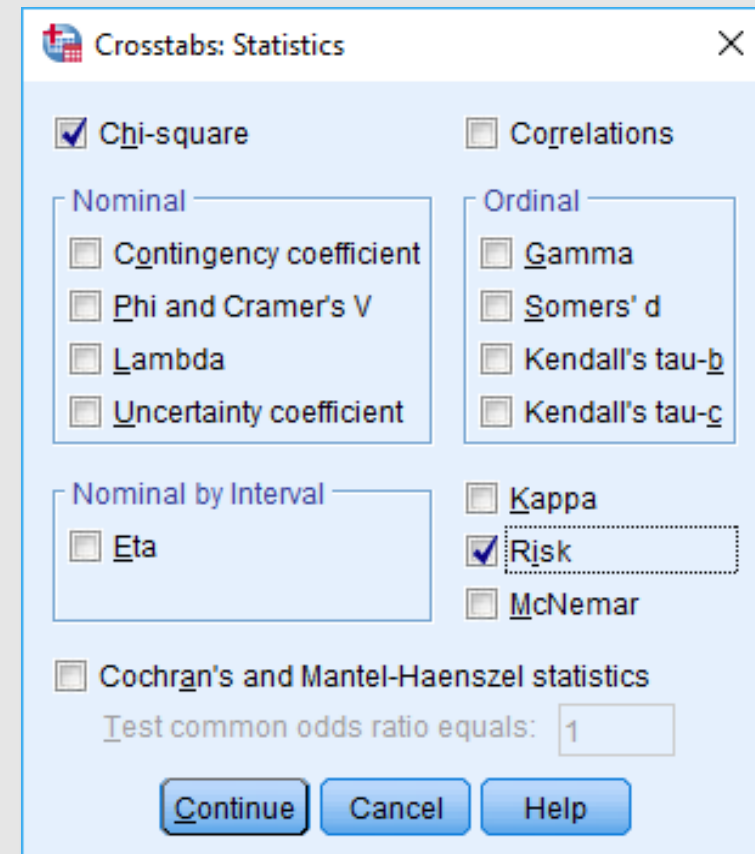 Crosstabs: Statistics
Chi-square
Correlations
Nominal
Contingency coefficient
Phi and Cramer's V
Lambda
Uncertainty coefficient
Ordinal
Gamma
Somers' d
Kendall's tau-b
Kendall's tau-c
Nominal by Interval
Eta
Kappa
Risk
McNemar
Cochran's and Mantel-Haenszel statistics
Test common odds ratio equals: 1
Continue
Cancel
Help